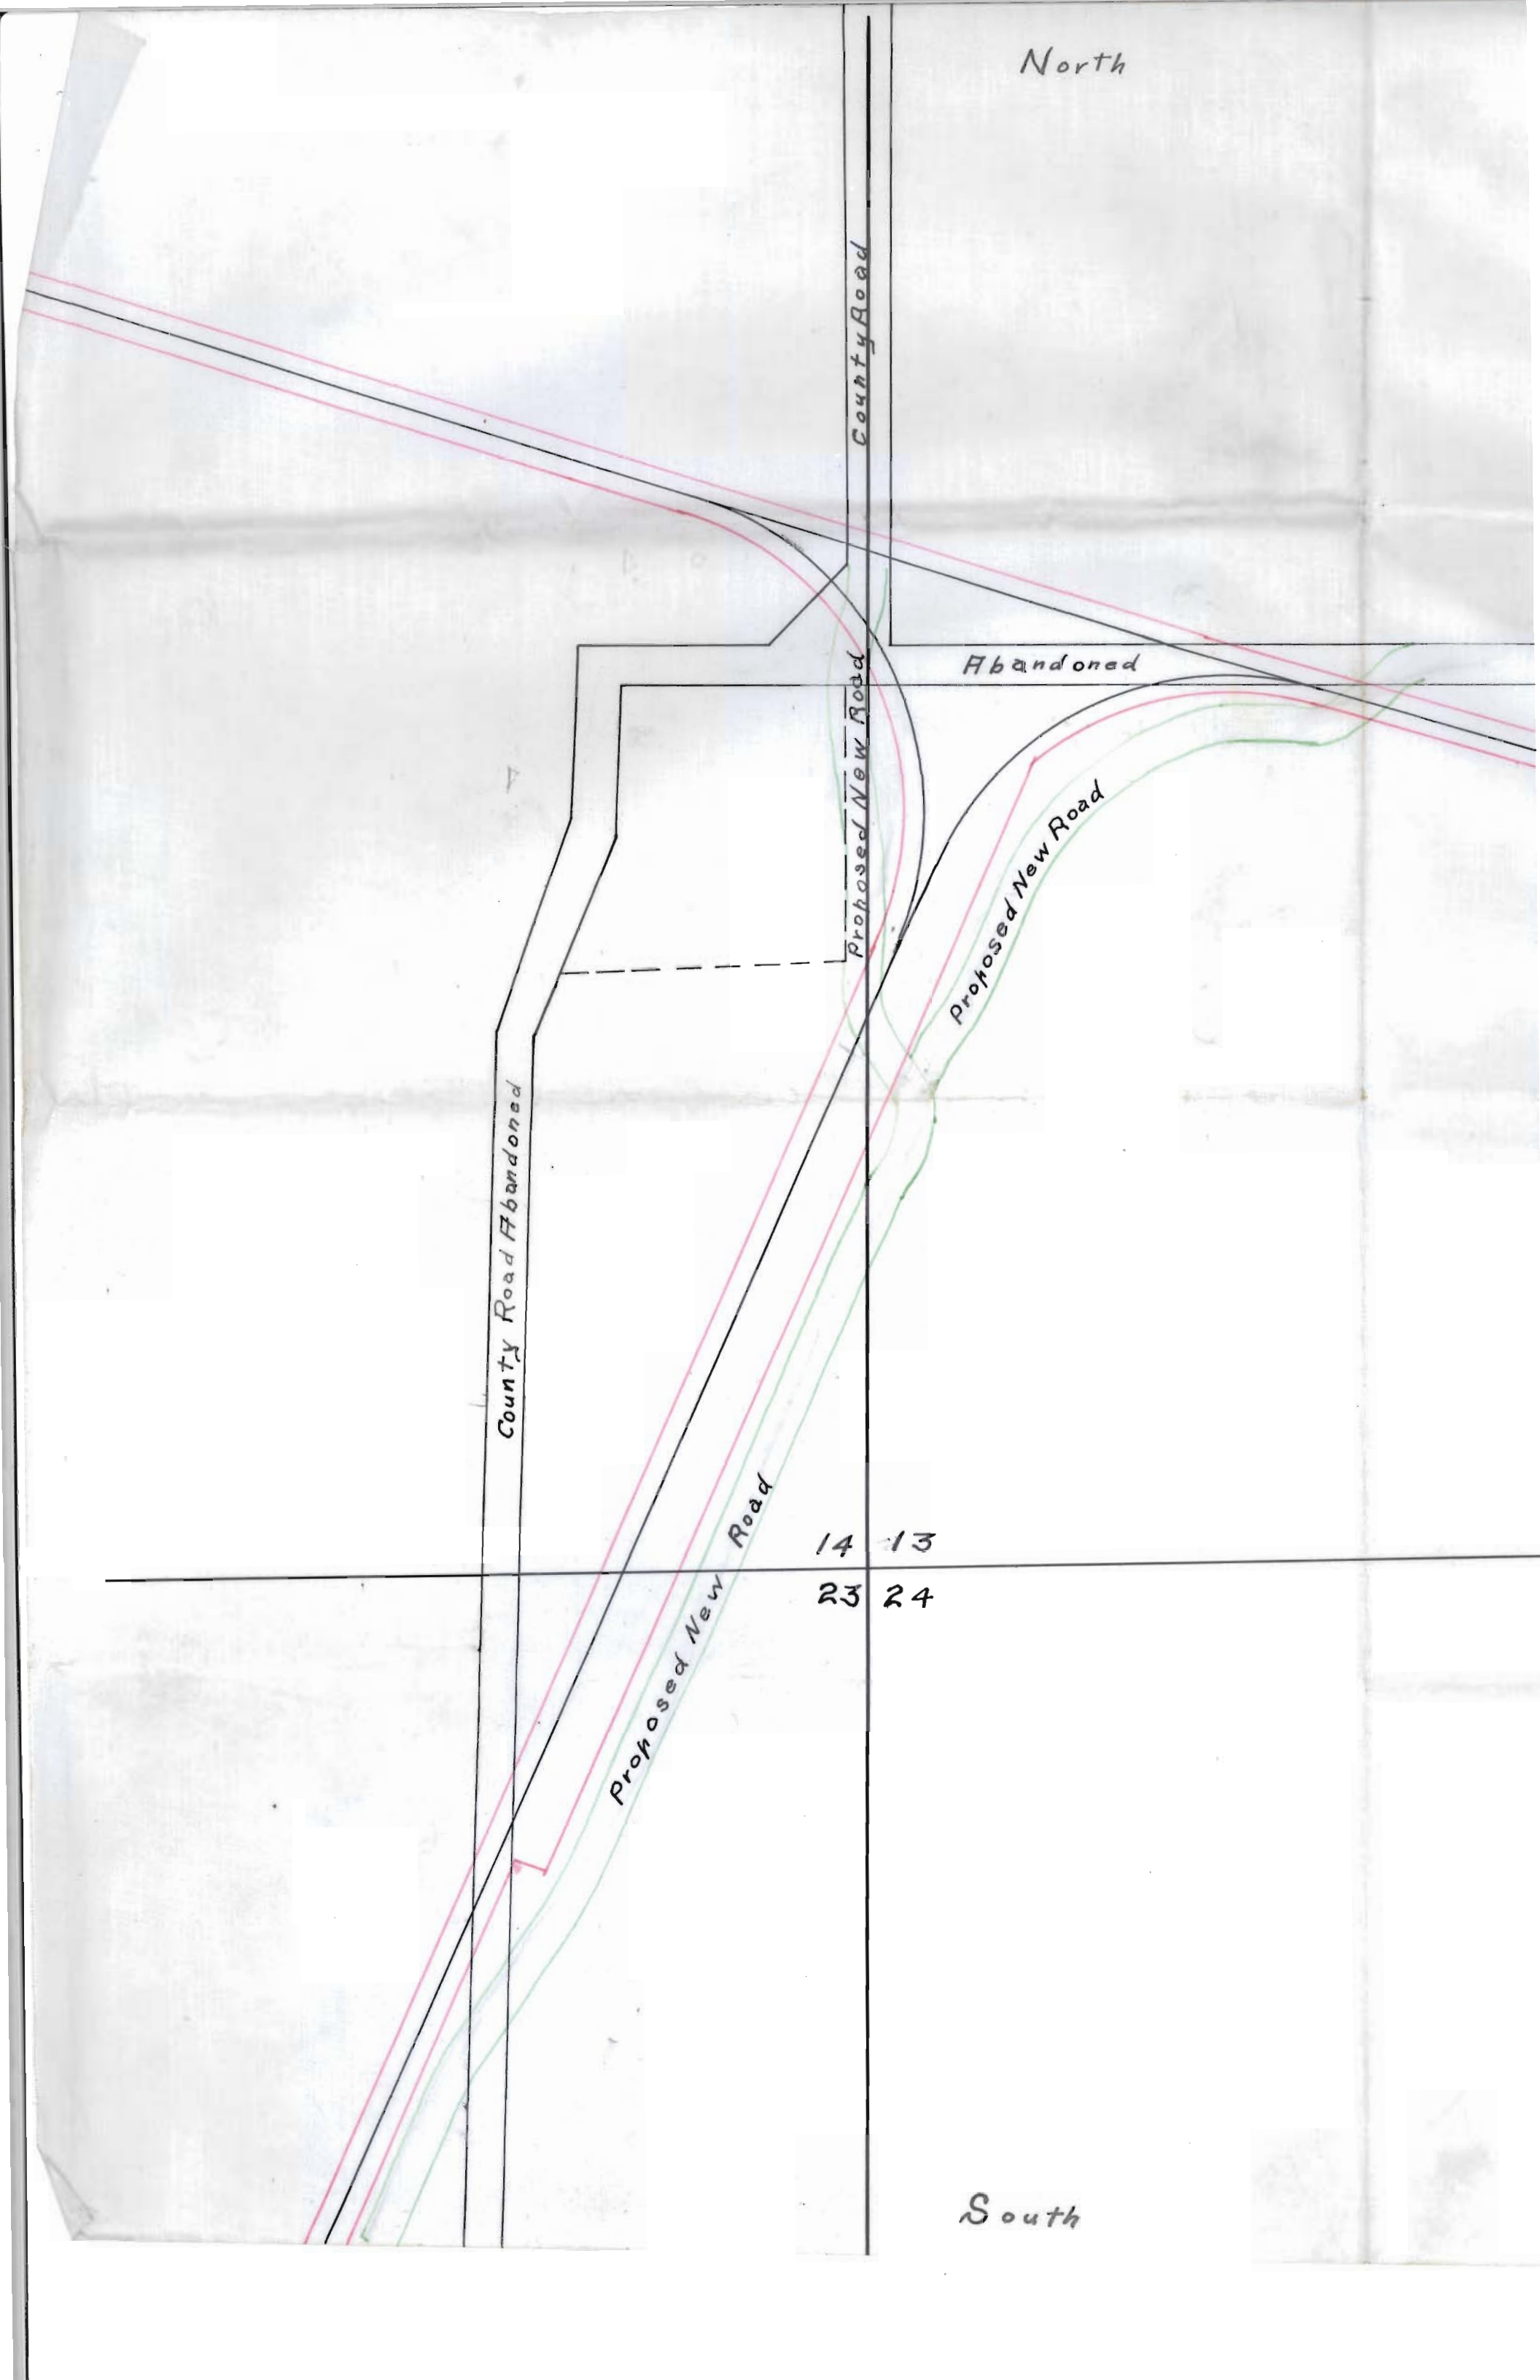 North
County Road
Abandoned
Proposed New Road
Proposed New Road
County Road Abandoned
Proposed New Road
14 13
23 24
South